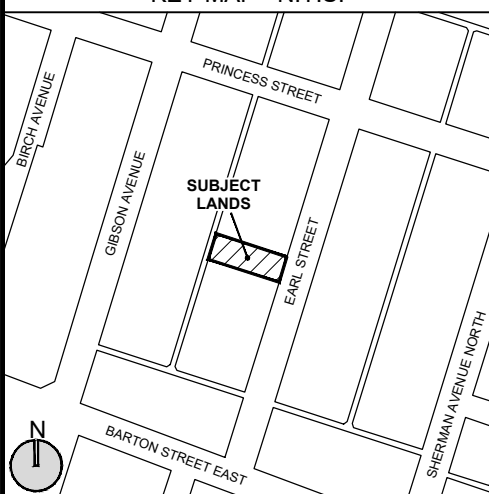 PRINCESS STREET
BIRCH AVENUE
GIBSON AVENUE
SUBJECT
LANDS
EARL STREET
SHERMAN AVENUE NORTH
BARTON STREET EAST
N